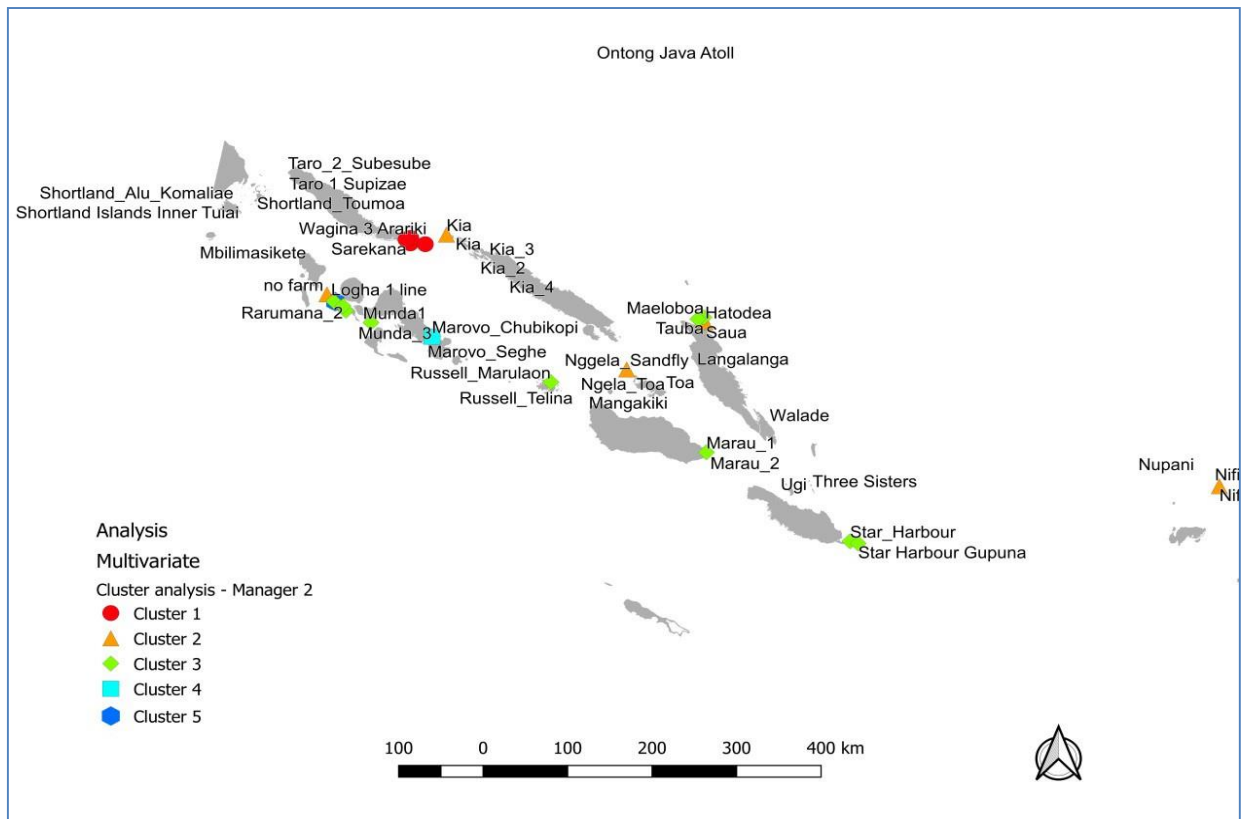 Ontong Java Atoll
Taro_2_Subesube
Taro 1 Supizae
Shortland_Alu_Komaliae
Shortland_Toumoa
Shortland Islands Inner Tulai
Wagina 3 Arariki
Kia
Sarekana
Kia
Kia_3
Mbilimasikete
Kia_2
no farm
Logha 1 line
Kia_4
Rarumana_2
Munda1
Maeloboa
Hatodea
Munda_3
Marovo_Chubikopi
Tauba
Saua
Marovo_Seghe
Nggela_Sandfly
Langalanga
Russell_Marulaon
Ngela_Toa
Toa
Russell_Telina
Mangakiki
Walade
Marau_1
Marau_2
Nupani
Nifi
Ugi
Three Sisters
Nif
Star_Harbour
Star Harbour Gupuna
Analysis
Multivariate
Cluster analysis - Manager 2
Cluster 1
Cluster 2
Cluster 3
Cluster 4
Cluster 5
100 0 100 200 300 400 km